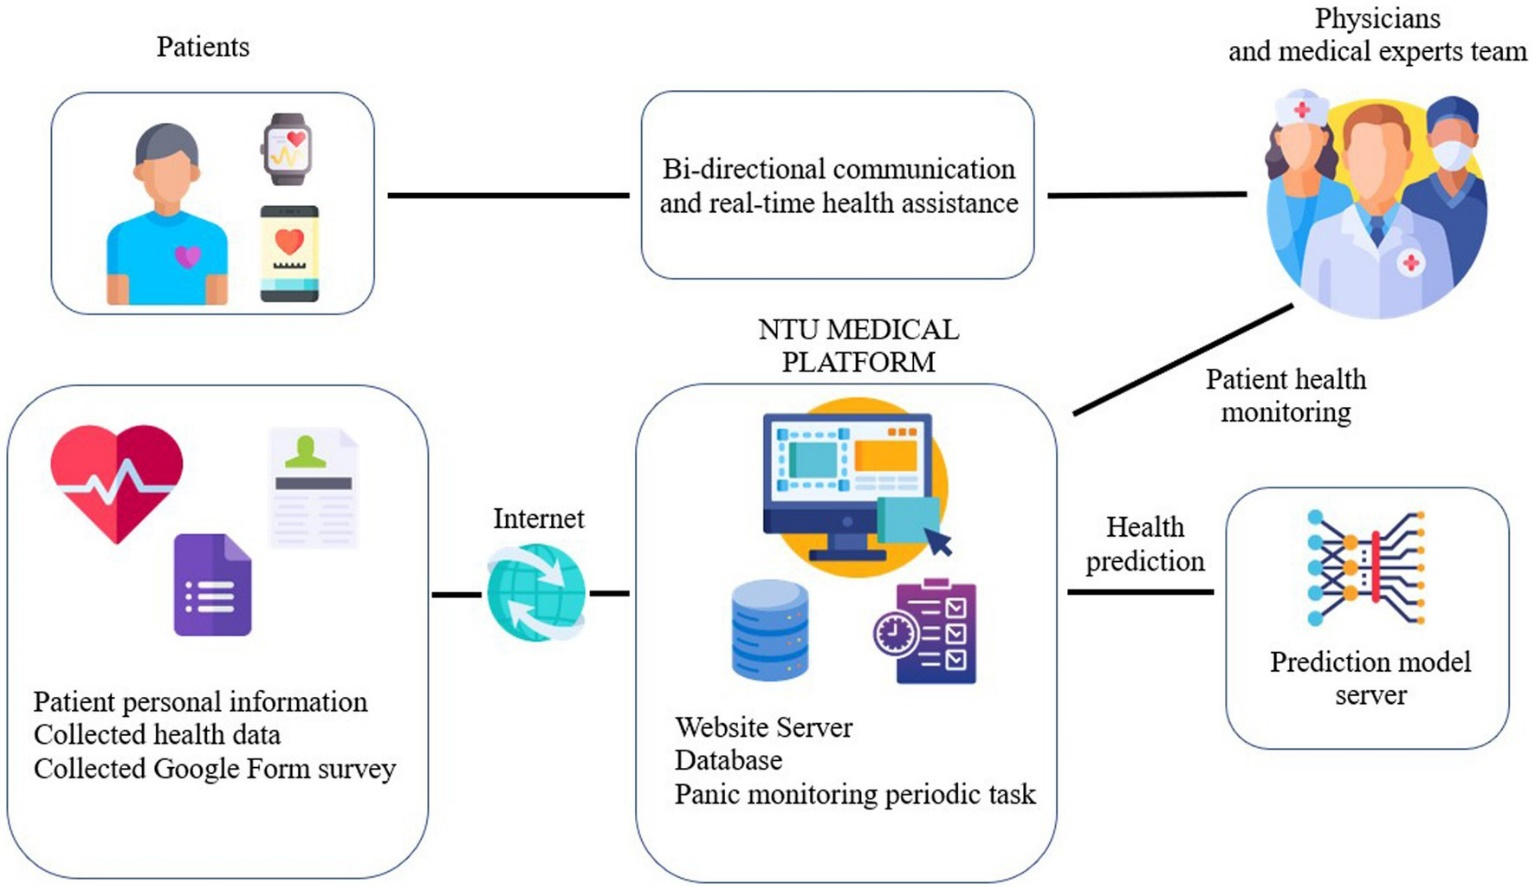 Patients
Physicians
and medical experts team
Bi-directional communication
and real-time health assistance
NTU MEDICAL
PLATFORM
Patient health
monitoring
Internet
Health
prediction
Patient personal information
Collected health data
Collected Google Form survey
Website Server
Database
Panic monitoring periodic task
Prediction model
server